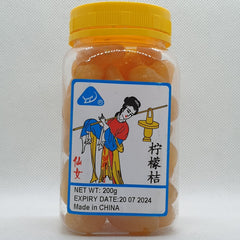 柠檬桔
仙女
NET WT: 200g
EXPIRY DATE:20 07 2024
Made in CHINA